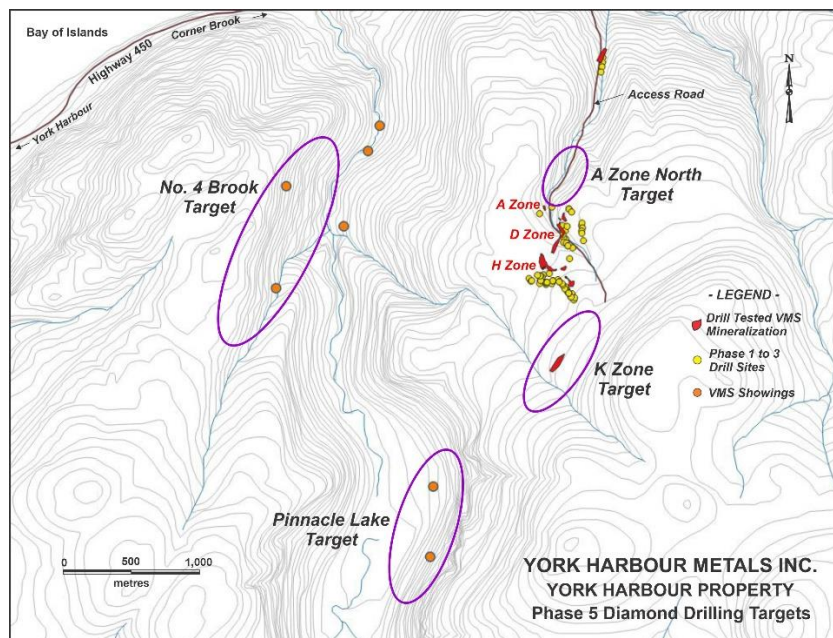 Bay of Islands
Corner Brook
Highway 450
York Harbour
N
Access Road
No. 4 Brook
Target
A Zone North
Target
A Zone
D Zone
H Zone
- LEGEND -
Drill Tested VMS
Mineralization
Phase 1 to 3
Drill Sites
VMS Showings
K Zone
Target
Pinnacle Lake
Target
0 500 1,000
metres
YORK HARBOUR METALS INC.
YORK HARBOUR PROPERTY
Phase 5 Diamond Drilling Targets